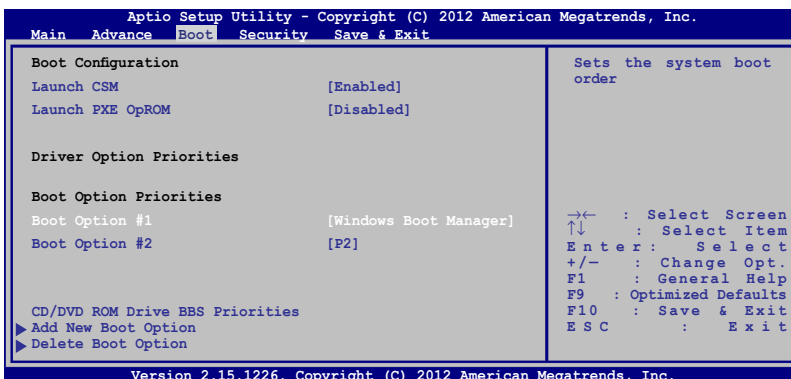 Aptio Setup Utility - Copyright (C) 2012 American Megatrends, Inc.
Main Advance Boot Security Save & Exit
Boot Configuration
Launch CSM [Enabled]
Launch PXE OpROM [Disabled]
Driver Option Priorities
Boot Option Priorities
Boot Option #1 [Windows Boot Manager]
Boot Option #2 [P2]
CD/DVD ROM Drive BBS Priorities
Add New Boot Option
Delete Boot Option
Sets the system boot
order
→← : Select Screen
↑↓ : Select Item
Enter: Select
+/— : Change Opt.
F1 : General Help
F9 : Optimized Defaults
F10 : Save & Exit
ESC : Exit
Version 2.15.1226. Copyright (C) 2012 American Megatrends, Inc.